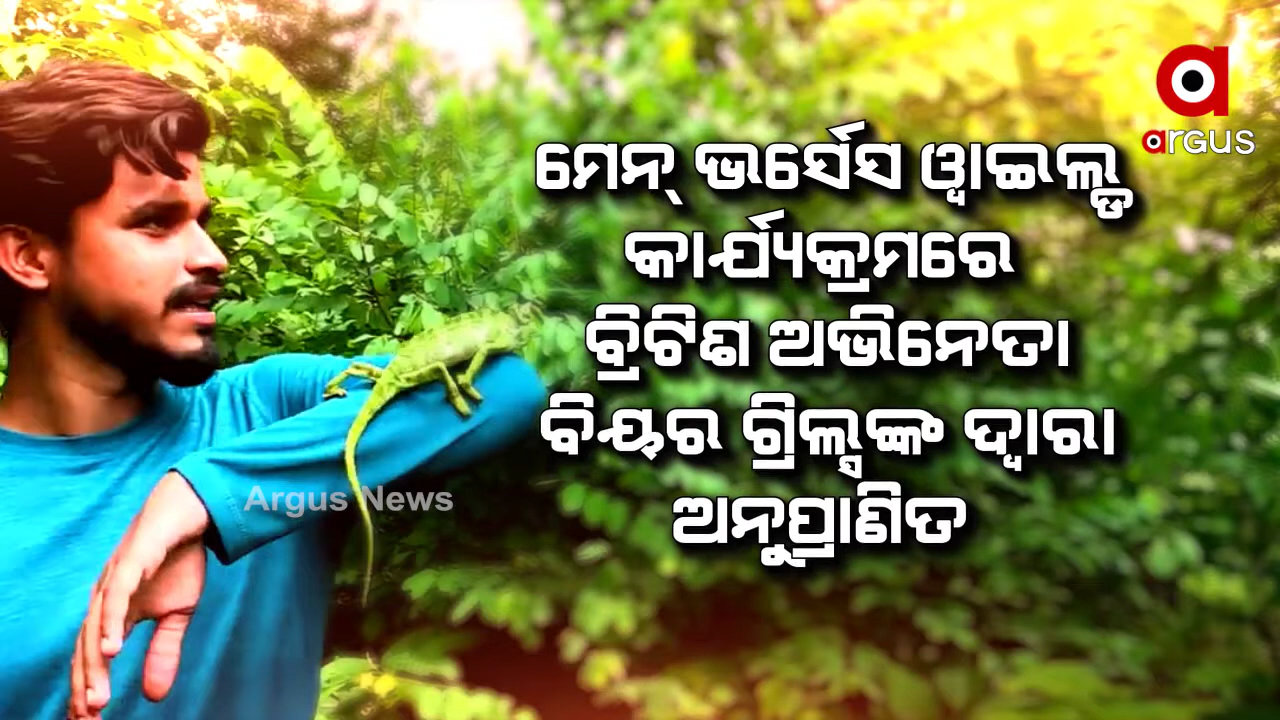 argus
ମେନ୍ ଭର୍ସେସ ୱାଇଲ୍ଡ
କାର୍ଯ୍ୟକ୍ରମରେ
ବ୍ରିଟିଶ ଅଭିନେତା
ବିୟର ଗ୍ରିଲ୍ସଙ୍କ ଦ୍ୱାରା
ଅନୁପ୍ରାଣିତ
Argus News